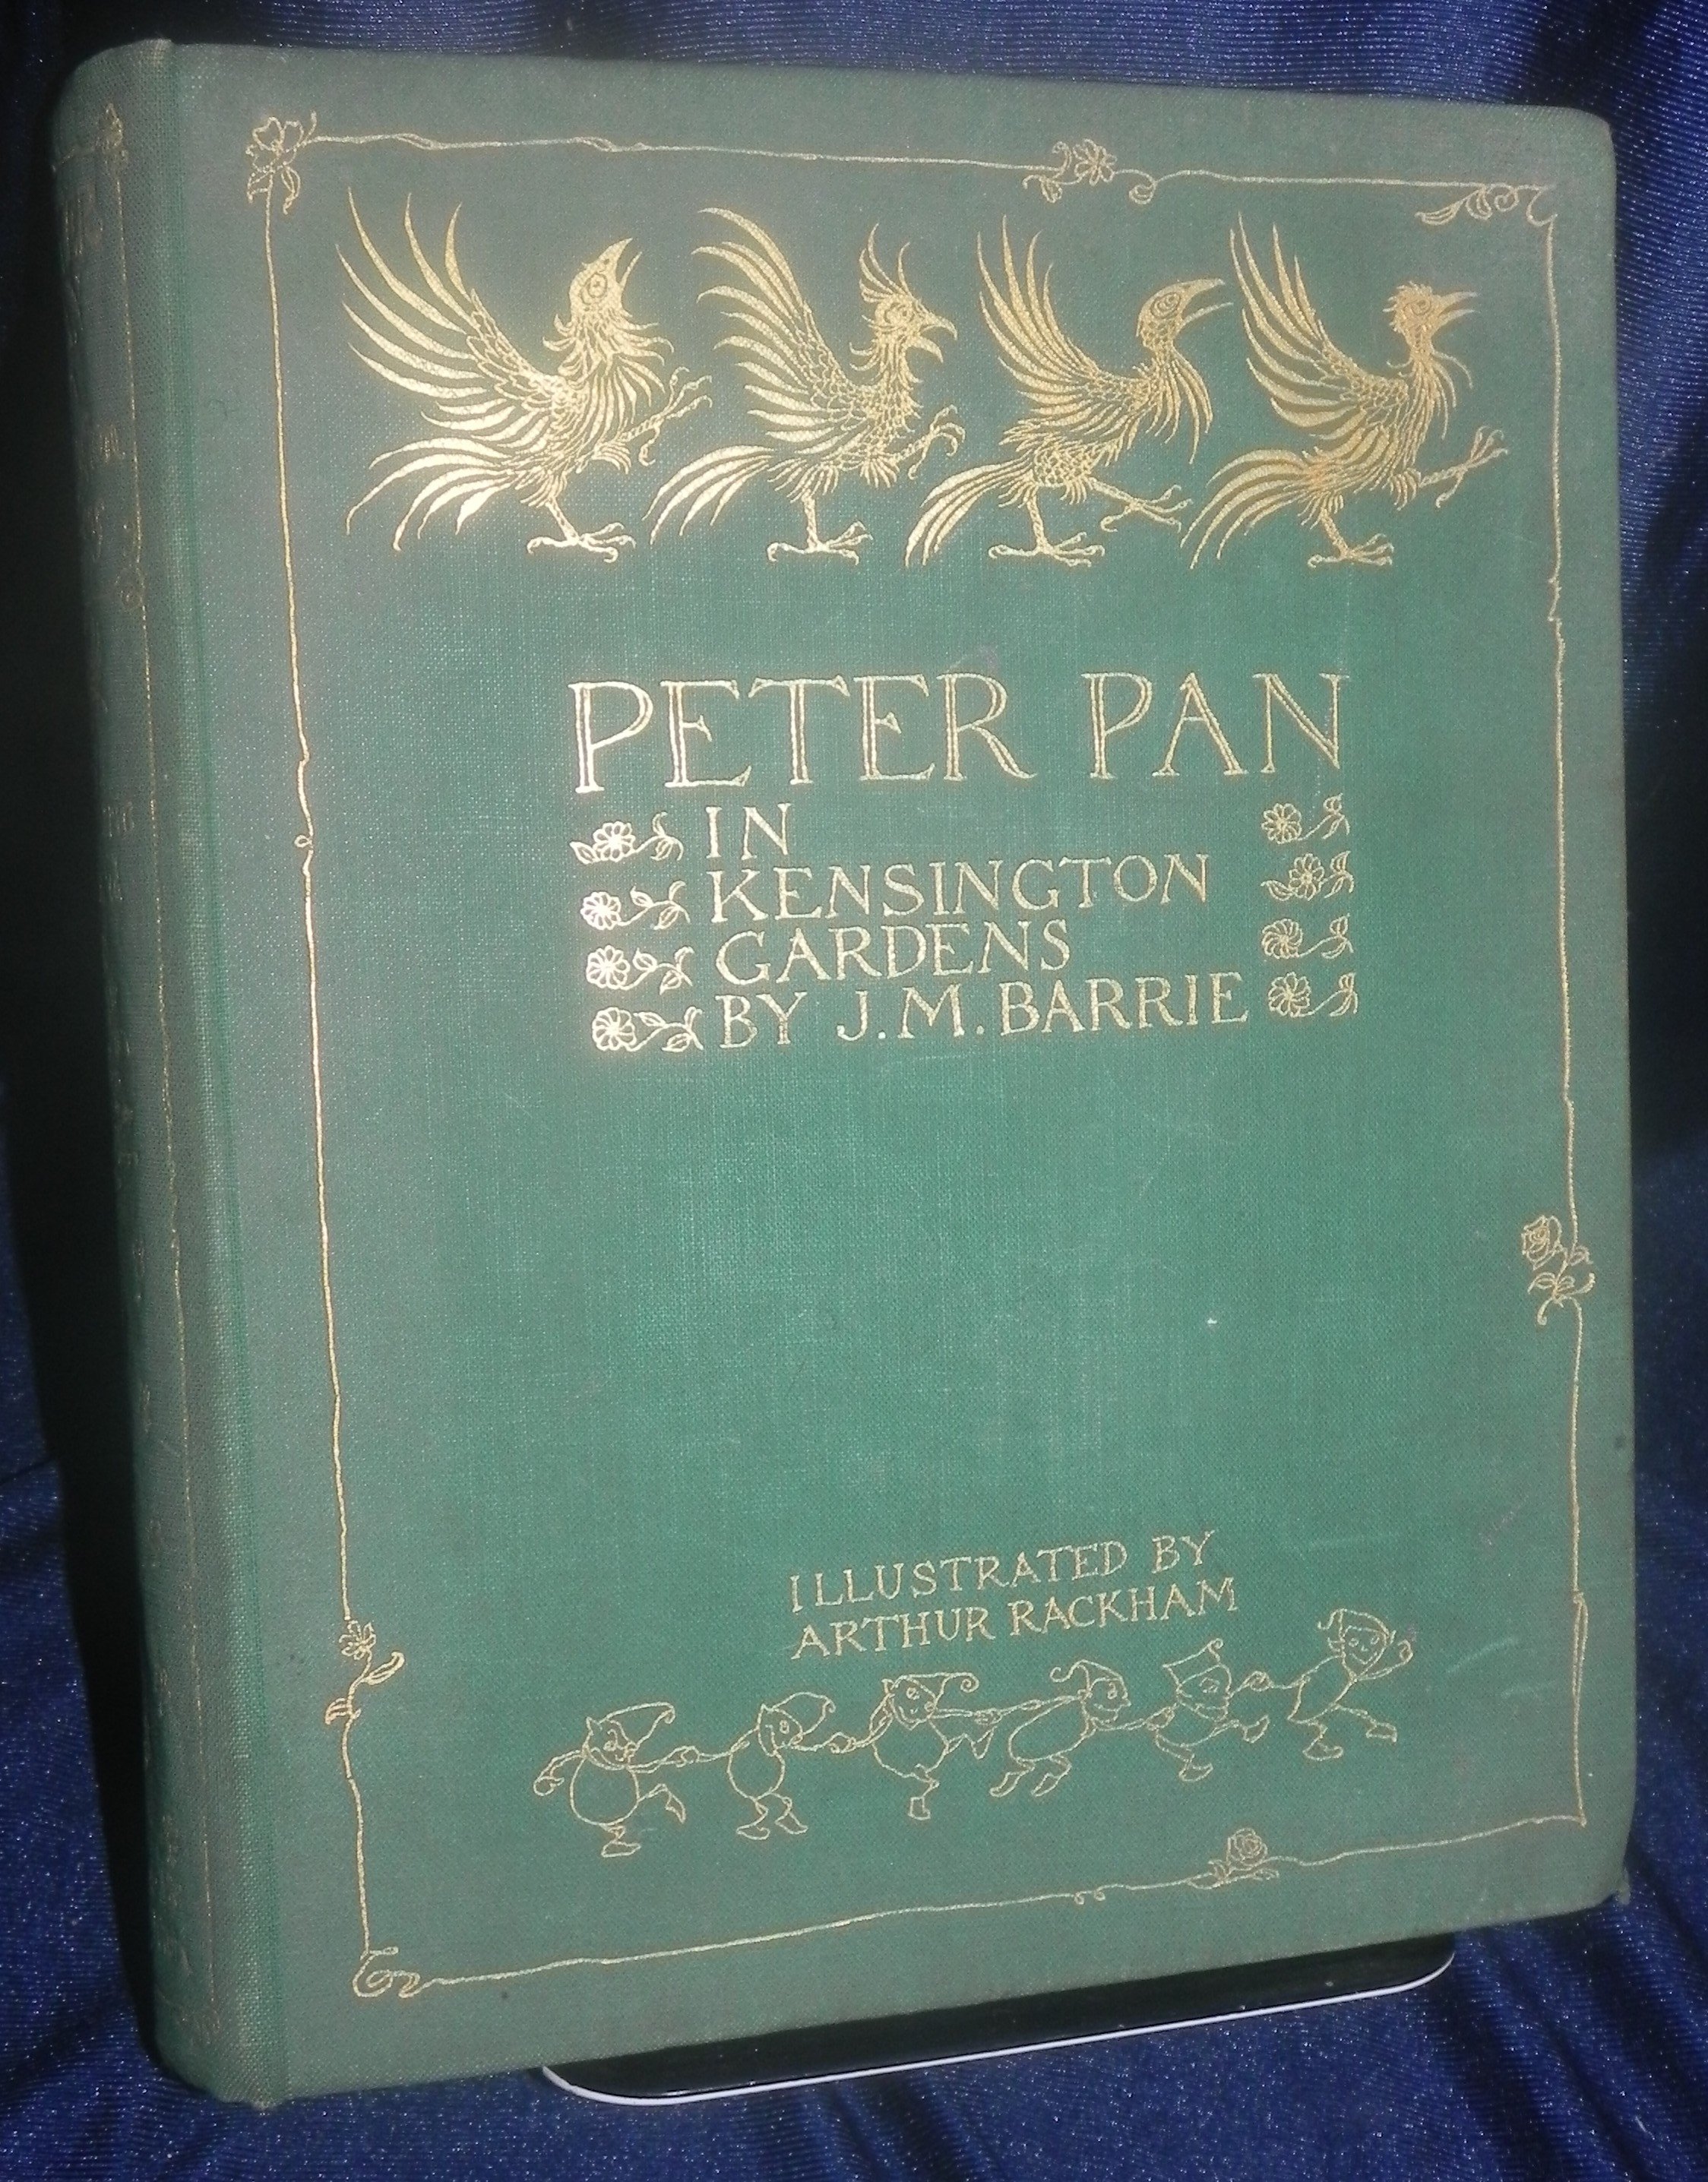 PETER PAN
IN
KENSINGTON
GARDENS
BY J.M. BARRIE
ILLUSTRATED BY
ARTHUR RACKHAM